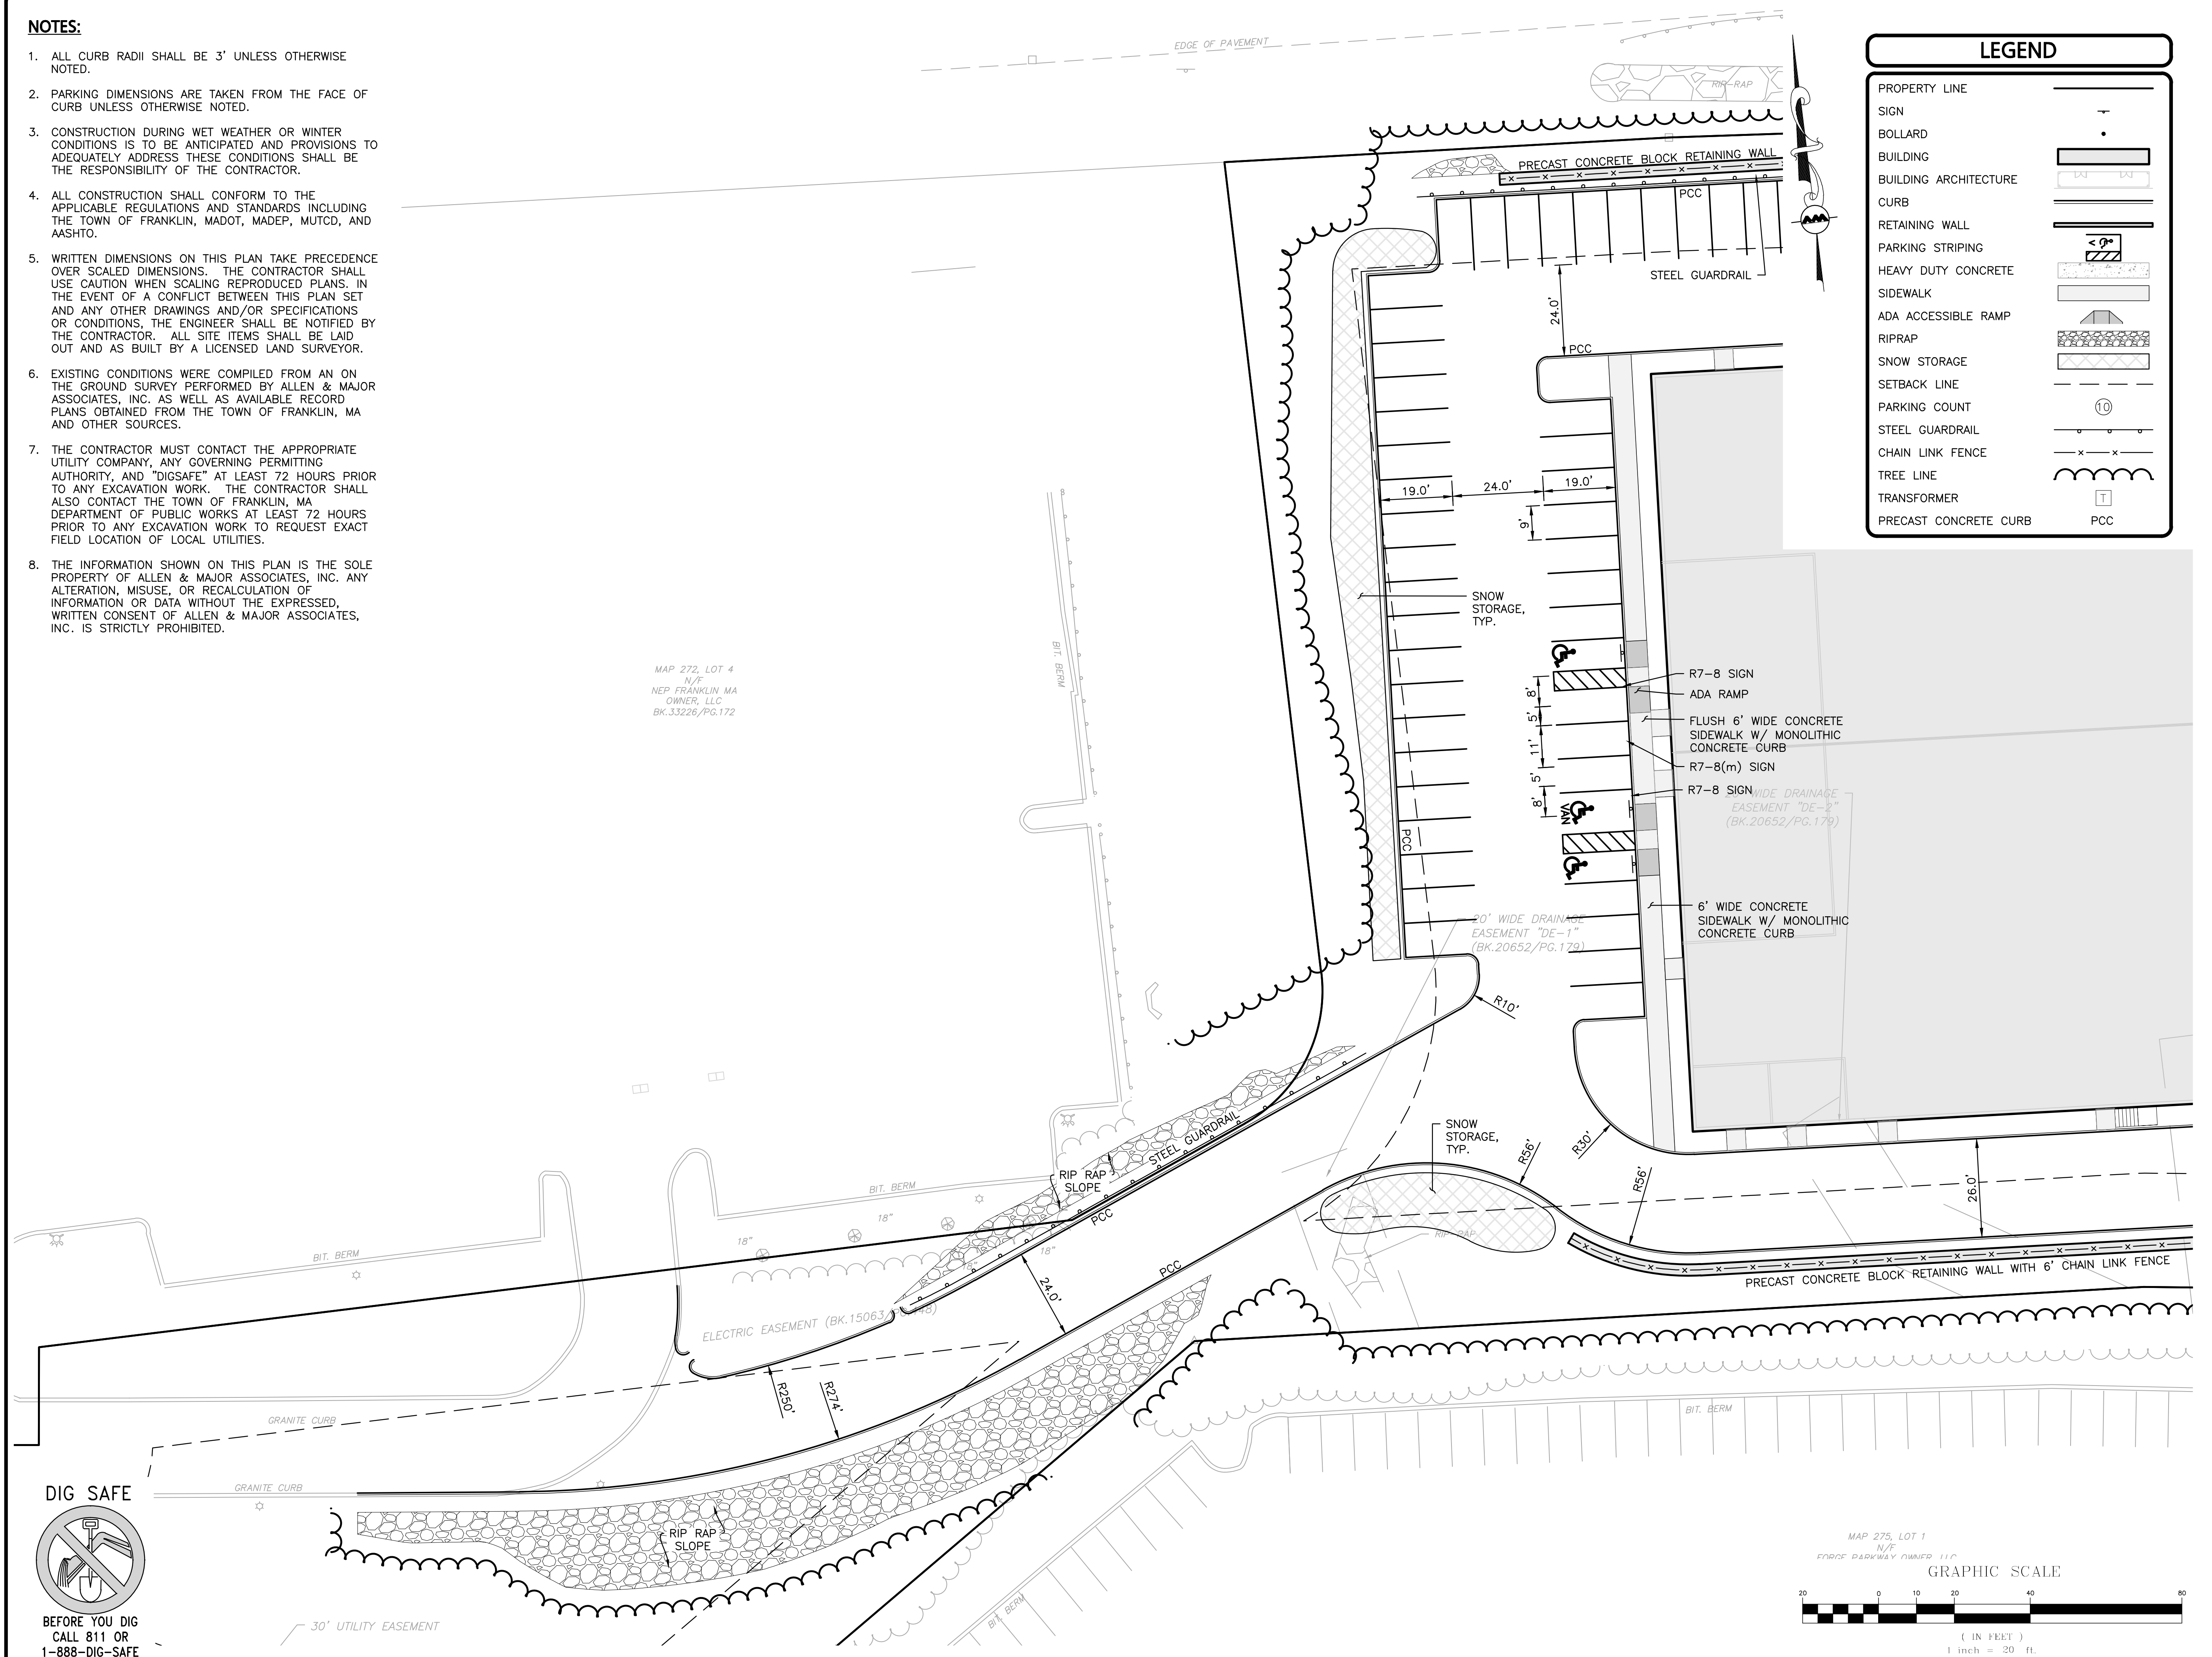 NOTES:
1. ALL CURB RADII SHALL BE 3' UNLESS OTHERWISE
NOTED.
2. PARKING DIMENSIONS ARE TAKEN FROM THE FACE OF
CURB UNLESS OTHERWISE NOTED.
3. CONSTRUCTION DURING WET WEATHER OR WINTER
CONDITIONS IS TO BE ANTICIPATED AND PROVISIONS TO
ADEQUATELY ADDRESS THESE CONDITIONS SHALL BE
THE RESPONSIBILITY OF THE CONTRACTOR.
4. ALL CONSTRUCTION SHALL CONFORM TO THE
APPLICABLE REGULATIONS AND STANDARDS INCLUDING
THE TOWN OF FRANKLIN, MADOT, MADEP, MUTCD, AND
AASHTO.
5. WRITTEN DIMENSIONS ON THIS PLAN TAKE PRECEDENCE
OVER SCALED DIMENSIONS. THE CONTRACTOR SHALL
USE CAUTION WHEN SCALING REPRODUCED PLANS. IN
THE EVENT OF A CONFLICT BETWEEN THIS PLAN SET
AND ANY OTHER DRAWINGS AND/OR SPECIFICATIONS
OR CONDITIONS, THE ENGINEER SHALL BE NOTIFIED BY
THE CONTRACTOR. ALL SITE ITEMS SHALL BE LAID
OUT AND AS BUILT BY A LICENSED LAND SURVEYOR.
6. EXISTING CONDITIONS WERE COMPILED FROM AN ON
THE GROUND SURVEY PERFORMED BY ALLEN & MAJOR
ASSOCIATES, INC. AS WELL AS AVAILABLE RECORD
PLANS OBTAINED FROM THE TOWN OF FRANKLIN, MA
AND OTHER SOURCES.
7. THE CONTRACTOR MUST CONTACT THE APPROPRIATE
UTILITY COMPANY, ANY GOVERNING PERMITTING
AUTHORITY, AND "DIGSAFE" AT LEAST 72 HOURS PRIOR
TO ANY EXCAVATION WORK. THE CONTRACTOR SHALL
ALSO CONTACT THE TOWN OF FRANKLIN, MA
DEPARTMENT OF PUBLIC WORKS AT LEAST 72 HOURS
PRIOR TO ANY EXCAVATION WORK TO REQUEST EXACT
FIELD LOCATION OF LOCAL UTILITIES.
8. THE INFORMATION SHOWN ON THIS PLAN IS THE SOLE
PROPERTY OF ALLEN & MAJOR ASSOCIATES, INC. ANY
ALTERATION, MISUSE, OR RECALCULATION OF
INFORMATION OR DATA WITHOUT THE EXPRESSED,
WRITTEN CONSENT OF ALLEN & MAJOR ASSOCIATES,
INC. IS STRICTLY PROHIBITED.
LEGEND
PROPERTY LINE
SIGN
BOLLARD
BUILDING
BUILDING ARCHITECTURE
CURB
RETAINING WALL
PARKING STRIPING
HEAVY DUTY CONCRETE
SIDEWALK
ADA ACCESSIBLE RAMP
RIPRAP
SNOW STORAGE
SETBACK LINE
PARKING COUNT 10
STEEL GUARDRAIL
CHAIN LINK FENCE
TREE LINE
TRANSFORMER T
PRECAST CONCRETE CURB PCC
EDGE OF PAVEMENT
RIP-RAP
PRECAST CONCRETE BLOCK RETAINING WALL
PCC
STEEL GUARDRAIL
24.0'
PCC
19.0'
24.0'
19.0'
9'
SNOW
STORAGE,
TYP.
MAP 272, LOT 4
N/F
NEP FRANKLIN MA
OWNER, LLC
BK.33226/PG.172
BIT. BERM
R7-8 SIGN
ADA RAMP
FLUSH 6' WIDE CONCRETE
SIDEWALK W/ MONOLITHIC
CONCRETE CURB
R7-8(m) SIGN
R7-8 SIGN
8'
5'
11'
5'
8'
VAN
WIDE DRAINAGE
EASEMENT "DE-2"
(BK.20652/PG.179)
PCC
6' WIDE CONCRETE
SIDEWALK W/ MONOLITHIC
CONCRETE CURB
20' WIDE DRAINAGE
EASEMENT "DE-1"
(BK.20652/PG.179)
R10'
SNOW
STORAGE,
TYP.
R56'
R30'
R56'
26.0'
STEEL GUARDRAIL
RIP RAP
SLOPE
PCC
BIT. BERM
18"
18"
18"
18"
BIT. BERM
24.0'
PCC
RIP RAP
PRECAST CONCRETE BLOCK RETAINING WALL WITH 6' CHAIN LINK FENCE
ELECTRIC EASEMENT (BK.15063/
R250'
R274'
GRANITE CURB
BIT. BERM
GRANITE CURB
DIG SAFE
BEFORE YOU DIG
CALL 811 OR
1-888-DIG-SAFE
RIP RAP
SLOPE
30' UTILITY EASEMENT
BIT. BERM
MAP 275, LOT 1
N/F
FORGE PARKWAY OWNER, LLC
GRAPHIC SCALE
20 0 10 20 40 80
( IN FEET )
1 inch = 20 ft.